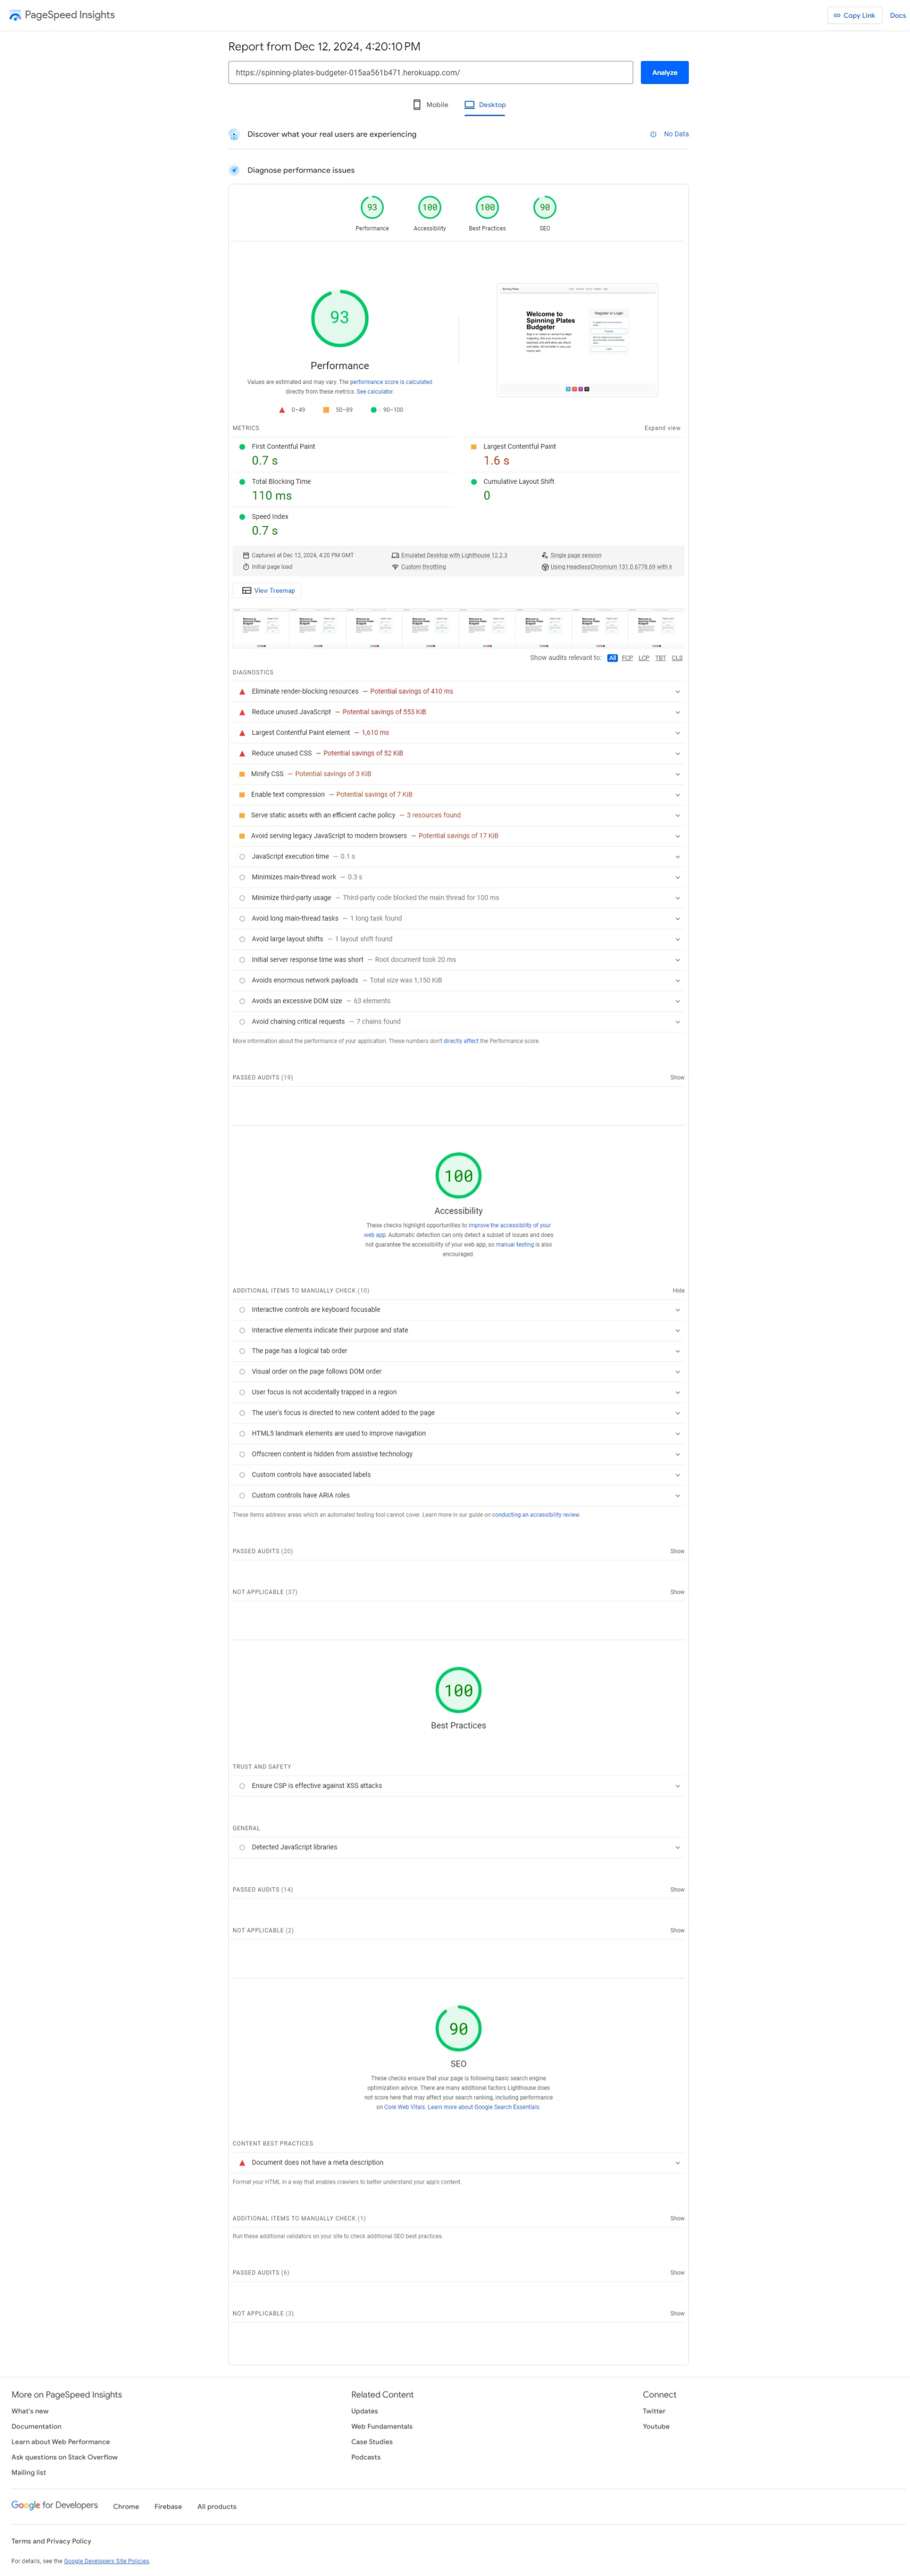 PageSpeed Insights
Copy Link
Docs
Report from Dec 12, 2024, 4:20:10 PM
https://spinning-plates-budgeter-015aa561b471.herokuapp.com/
Analyze
Mobile
Desktop
Discover what your real users are experiencing
No Data
Diagnose performance issues
93
100
100
90
Performance
Accessibility
Best Practices
SEO
93
Performance
Values are estimated and may vary. The performance score is calculated
directly from these metrics. See calculator.
0–49
50–89
90–100
Spinning Plates
Welcome to
Spinning Plates
Budgeter
Register or Login
METRICS
Expand view
First Contentful Paint
0.7 s
Largest Contentful Paint
1.6 s
Total Blocking Time
110 ms
Cumulative Layout Shift
0
Speed Index
0.7 s
Captured at Dec 12, 2024, 4:20 PM GMT
Emulated Desktop with Lighthouse 12.2.3
Single page session
Initial page load
Custom throttling
Using HeadlessChromium 131.0.6778.69 with lr
View Treemap
Show audits relevant to: All FCP LCP TBT CLS
DIAGNOSTICS
Eliminate render-blocking resources — Potential savings of 410 ms
Reduce unused JavaScript — Potential savings of 553 KiB
Largest Contentful Paint element — 1,610 ms
Reduce unused CSS — Potential savings of 52 KiB
Minify CSS — Potential savings of 3 KiB
Enable text compression — Potential savings of 7 KiB
Serve static assets with an efficient cache policy — 3 resources found
Avoid serving legacy JavaScript to modern browsers — Potential savings of 17 KiB
JavaScript execution time — 0.1 s
Minimizes main-thread work — 0.3 s
Minimize third-party usage — Third-party code blocked the main thread for 100 ms
Avoid long main-thread tasks — 1 long task found
Avoid large layout shifts — 1 layout shift found
Initial server response time was short — Root document took 20 ms
Avoids enormous network payloads — Total size was 1,150 KiB
Avoids an excessive DOM size — 63 elements
Avoid chaining critical requests — 7 chains found
More information about the performance of your application. These numbers don't directly affect the Performance score.
PASSED AUDITS (19)
Show
100
Accessibility
These checks highlight opportunities to improve the accessibility of your
web app. Automatic detection can only detect a subset of issues and does
not guarantee the accessibility of your web app, so manual testing is also
encouraged.
ADDITIONAL ITEMS TO MANUALLY CHECK (10)
Hide
Interactive controls are keyboard focusable
Interactive elements indicate their purpose and state
The page has a logical tab order
Visual order on the page follows DOM order
User focus is not accidentally trapped in a region
The user's focus is directed to new content added to the page
HTML5 landmark elements are used to improve navigation
Offscreen content is hidden from assistive technology
Custom controls have associated labels
Custom controls have ARIA roles
These items address areas which an automated testing tool cannot cover. Learn more in our guide on conducting an accessibility review.
PASSED AUDITS (20)
Show
NOT APPLICABLE (37)
Show
100
Best Practices
TRUST AND SAFETY
Ensure CSP is effective against XSS attacks
GENERAL
Detected JavaScript libraries
PASSED AUDITS (14)
Show
NOT APPLICABLE (2)
Show
90
SEO
These checks ensure that your page is following basic search engine
optimization advice. There are many additional factors Lighthouse does
not score here that may affect your search ranking, including performance
on Core Web Vitals. Learn more about Google Search Essentials.
CONTENT BEST PRACTICES
Document does not have a meta description
Format your HTML in a way that enables crawlers to better understand your app's content.
ADDITIONAL ITEMS TO MANUALLY CHECK (1)
Show
Run these additional validators on your site to check additional SEO best practices.
PASSED AUDITS (6)
Show
NOT APPLICABLE (3)
Show
More on PageSpeed Insights
What's new
Documentation
Learn about Web Performance
Ask questions on Stack Overflow
Mailing list
Related Content
Updates
Web Fundamentals
Case Studies
Podcasts
Connect
Twitter
Youtube
Google for Developers
Chrome
Firebase
All products
Terms and Privacy Policy
For details, see the Google Developers Site Policies